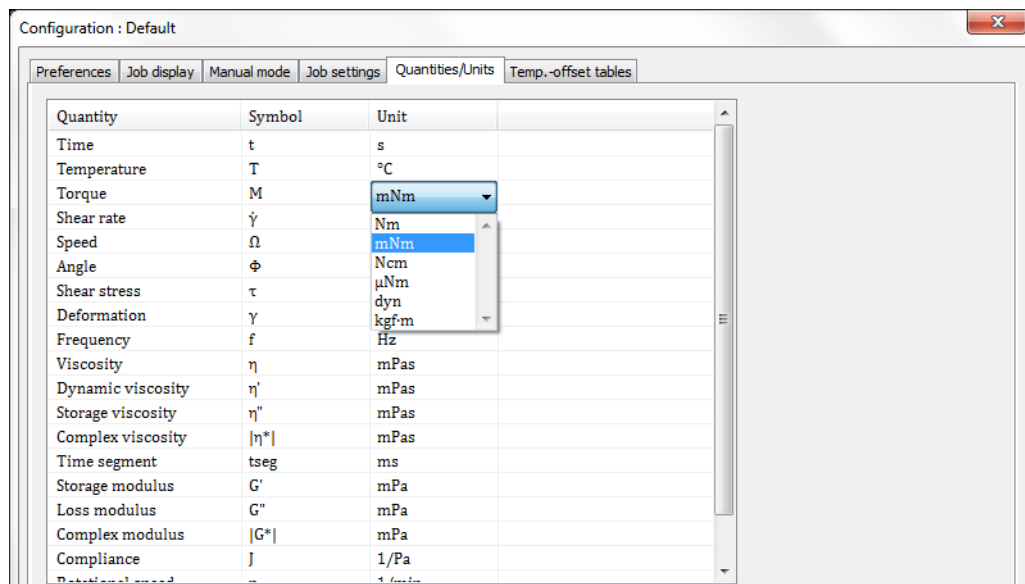 Configuration : Default
Preferences Job display Manual mode Job settings Quantities/Units Temp.-offset tables
Quantity Symbol Unit
Time t s
Temperature T °C
Torque M mNm
Shear rate γ̇ Nm
Speed Ω mNm
Angle Φ Ncm
μNm
Shear stress τ dyn
Deformation γ kgf·m
Frequency f Hz
Viscosity η mPas
Dynamic viscosity η' mPas
Storage viscosity η" mPas
Complex viscosity |η*| mPas
Time segment tseg ms
Storage modulus G' mPa
Loss modulus G" mPa
Complex modulus |G*| mPa
Compliance J 1/Pa